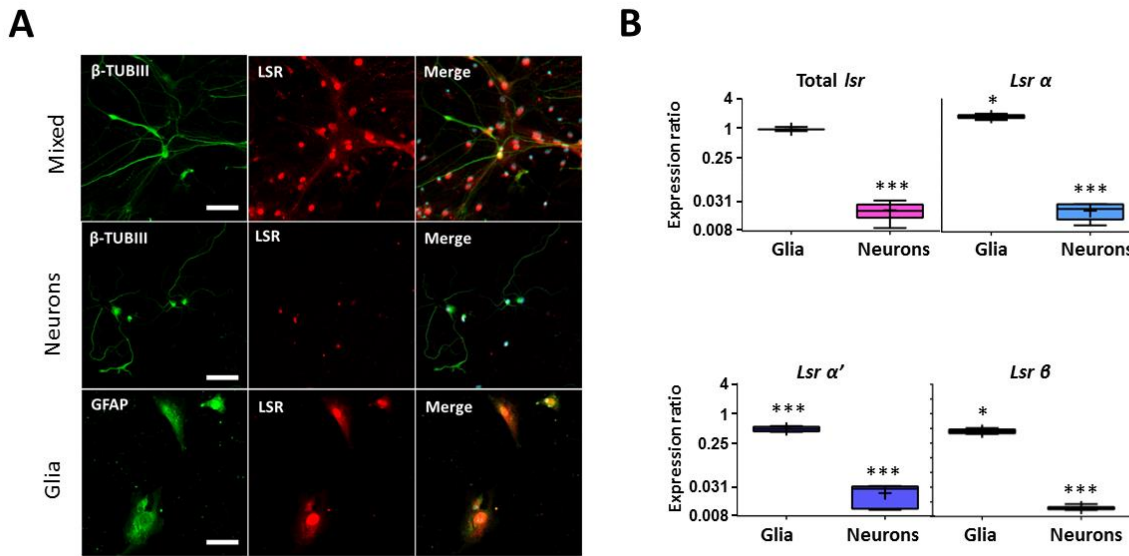 A
β-TUBIII
LSR
Merge
Mixed
β-TUBIII
LSR
Merge
Neurons
GFAP
LSR
Merge
Glia
B
Total lsr
Lsr α
Expression ratio
4
1
0.25
0.031
0.008
***
*
***
Glia
Neurons
Glia
Neurons
Lsr α’
Lsr β
Expression ratio
4
1
0.25
0.031
0.008
***
***
*
***
Glia
Neurons
Glia
Neurons